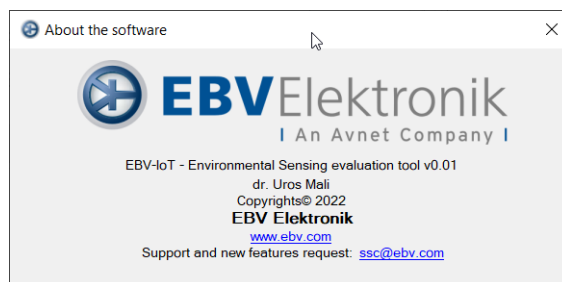 About the software
EBVElektronik
| An Avnet Company |
EBV-IoT - Environmental Sensing evaluation tool v0.01
dr. Uros Mali
Copyrights© 2022
EBV Elektronik
www.ebv.com
Support and new features request: ssc@ebv.com